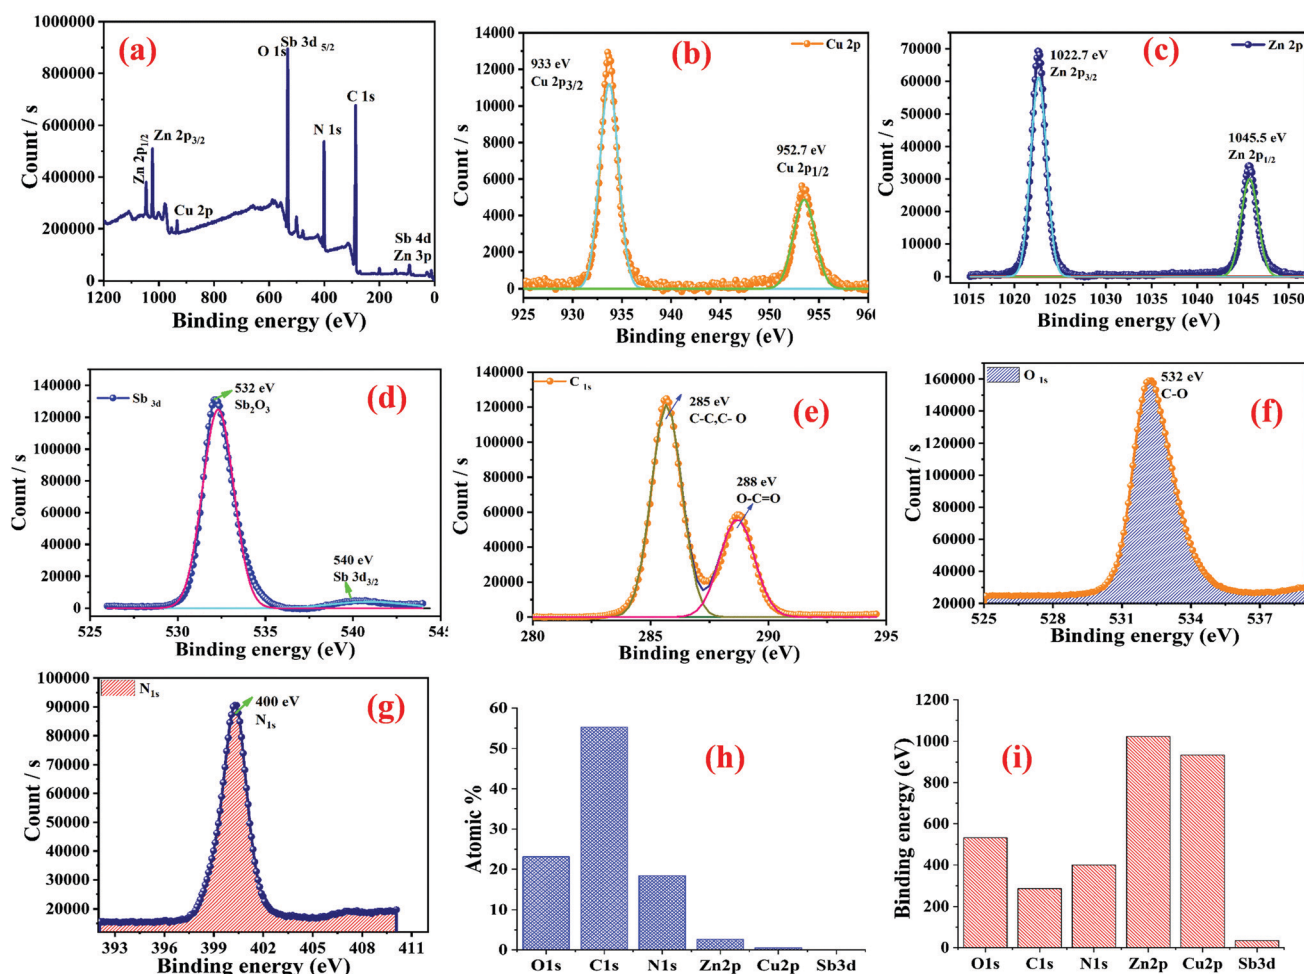 (a)
Count / s
1000000
800000
600000
400000
200000
0
Sb 3d 5/2
O 1s
C 1s
N 1s
Zn 2p3/2
Zn 2p1/2
Cu 2p
Sb 4d
Zn 3p
1200 1000 800 600 400 200 0
Binding energy (eV)
(b)
Count / s
14000
12000
10000
8000
6000
4000
2000
0
Cu 2p
933 eV
Cu 2p3/2
952.7 eV
Cu 2p1/2
925 930 935 940 945 950 955 960
Binding energy (eV)
(c)
Count / s
70000
60000
50000
40000
30000
20000
10000
0
Zn 2p
1022.7 eV
Zn 2p3/2
1045.5 eV
Zn 2p1/2
1015 1020 1025 1030 1035 1040 1045 1050
Binding energy (eV)
(d)
Count / s
140000
120000
100000
80000
60000
40000
20000
0
Sb 3d
532 eV
Sb2O3
540 eV
Sb 3d3/2
525 530 535 540 545
Binding energy (eV)
(e)
Count / s
140000
120000
100000
80000
60000
40000
20000
0
C 1s
285 eV
C-C,C- O
288 eV
O-C=O
280 285 290 295
Binding energy (eV)
(f)
Count / s
160000
140000
120000
100000
80000
60000
40000
20000
O 1s
532 eV
C-O
525 528 531 534 537
Binding energy (eV)
(g)
Count / s
100000
90000
80000
70000
60000
50000
40000
30000
20000
N1s
400 eV
N1s
393 396 399 402 405 408 411
Binding energy (eV)
(h)
Atomic %
60
50
40
30
20
10
0
O1s C1s N1s Zn2p Cu2p Sb3d
(i)
Binding energy (eV)
1200
1000
800
600
400
200
0
O1s C1s N1s Zn2p Cu2p Sb3d